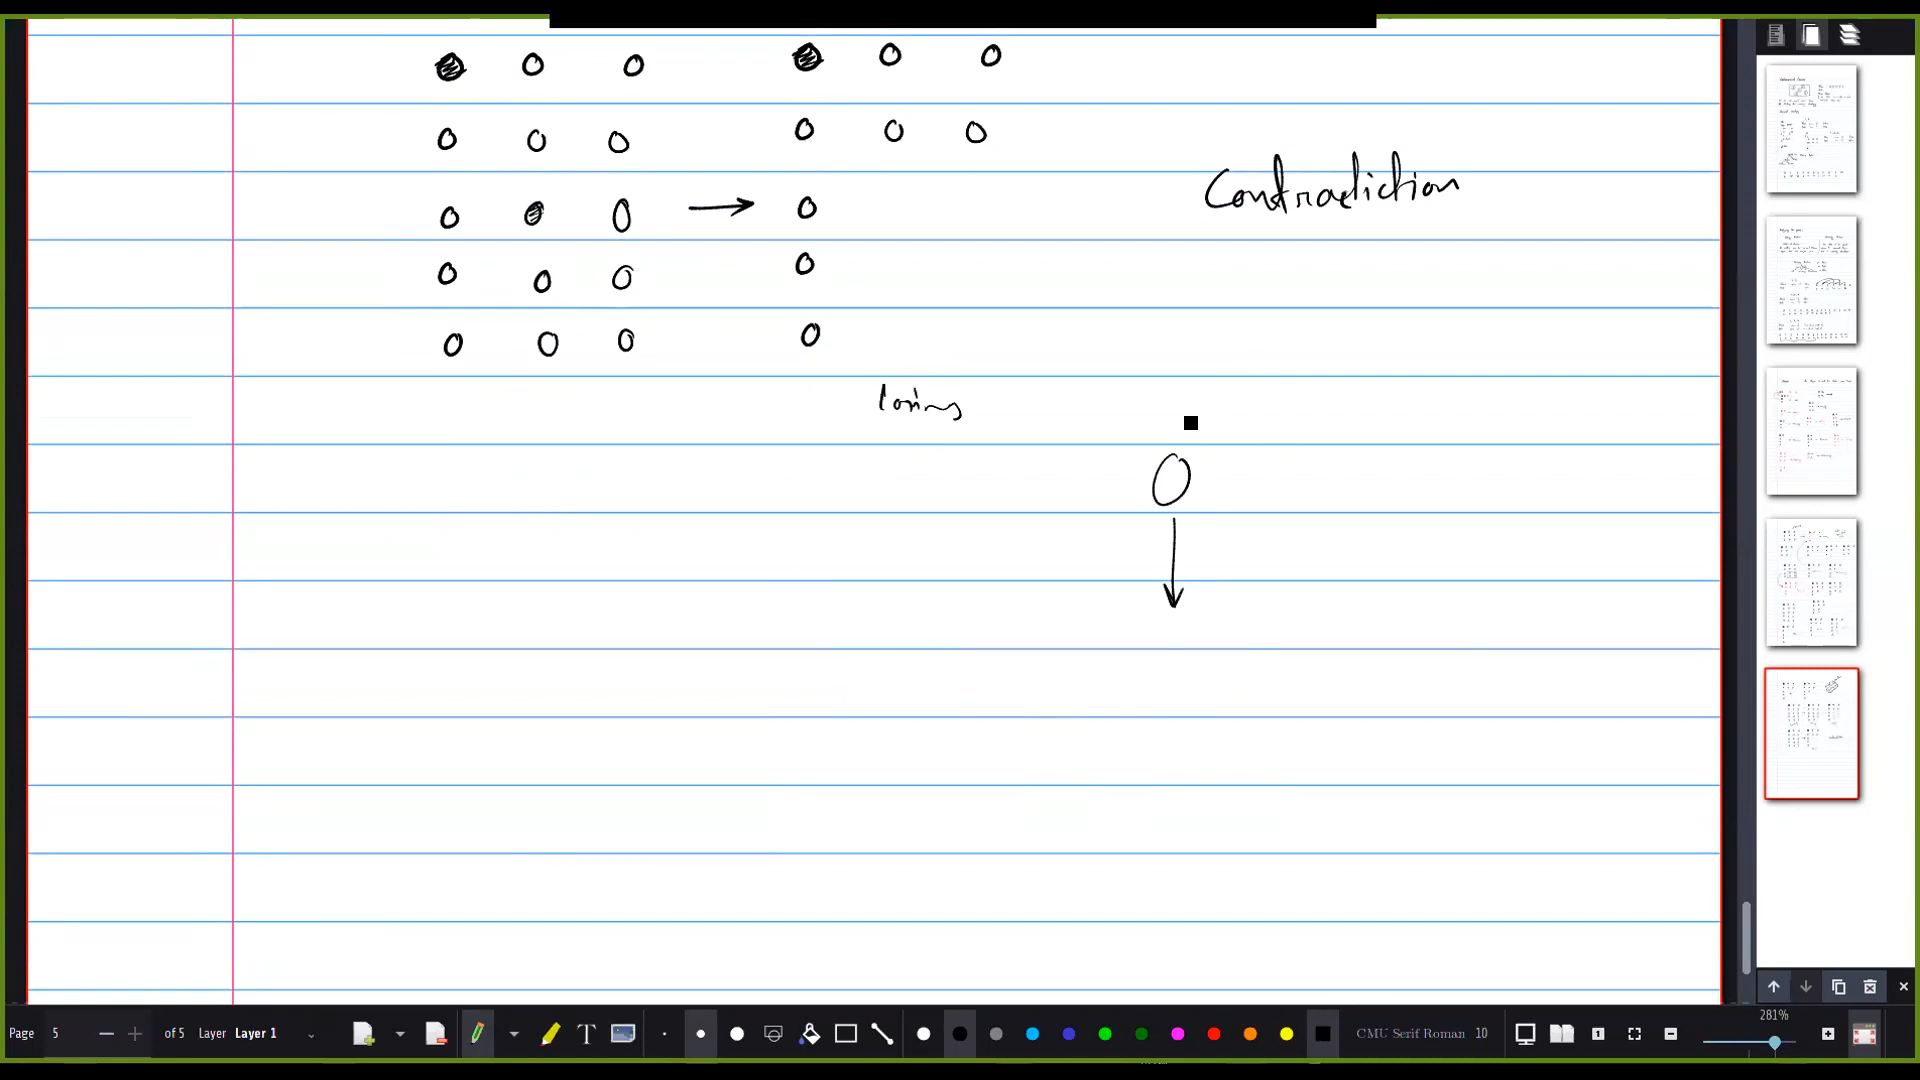 Contradiction
losing
Page 5 of 5 Layer Layer 1 T CMU Serif Roman 10 281%